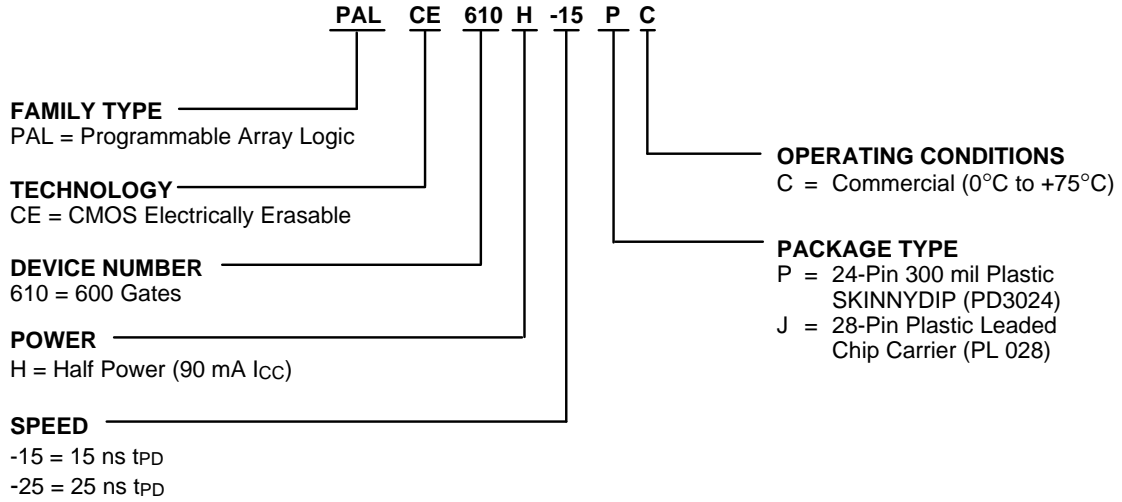 PAL CE 610 H -15 P C
FAMILY TYPE
PAL = Programmable Array Logic
TECHNOLOGY
CE = CMOS Electrically Erasable
DEVICE NUMBER
610 = 600 Gates
POWER
H = Half Power (90 mA ICC)
SPEED
-15 = 15 ns tPD
-25 = 25 ns tPD
OPERATING CONDITIONS
C = Commercial (0°C to +75°C)
PACKAGE TYPE
P = 24-Pin 300 mil Plastic
SKINNYDIP (PD3024)
J = 28-Pin Plastic Leaded
Chip Carrier (PL 028)